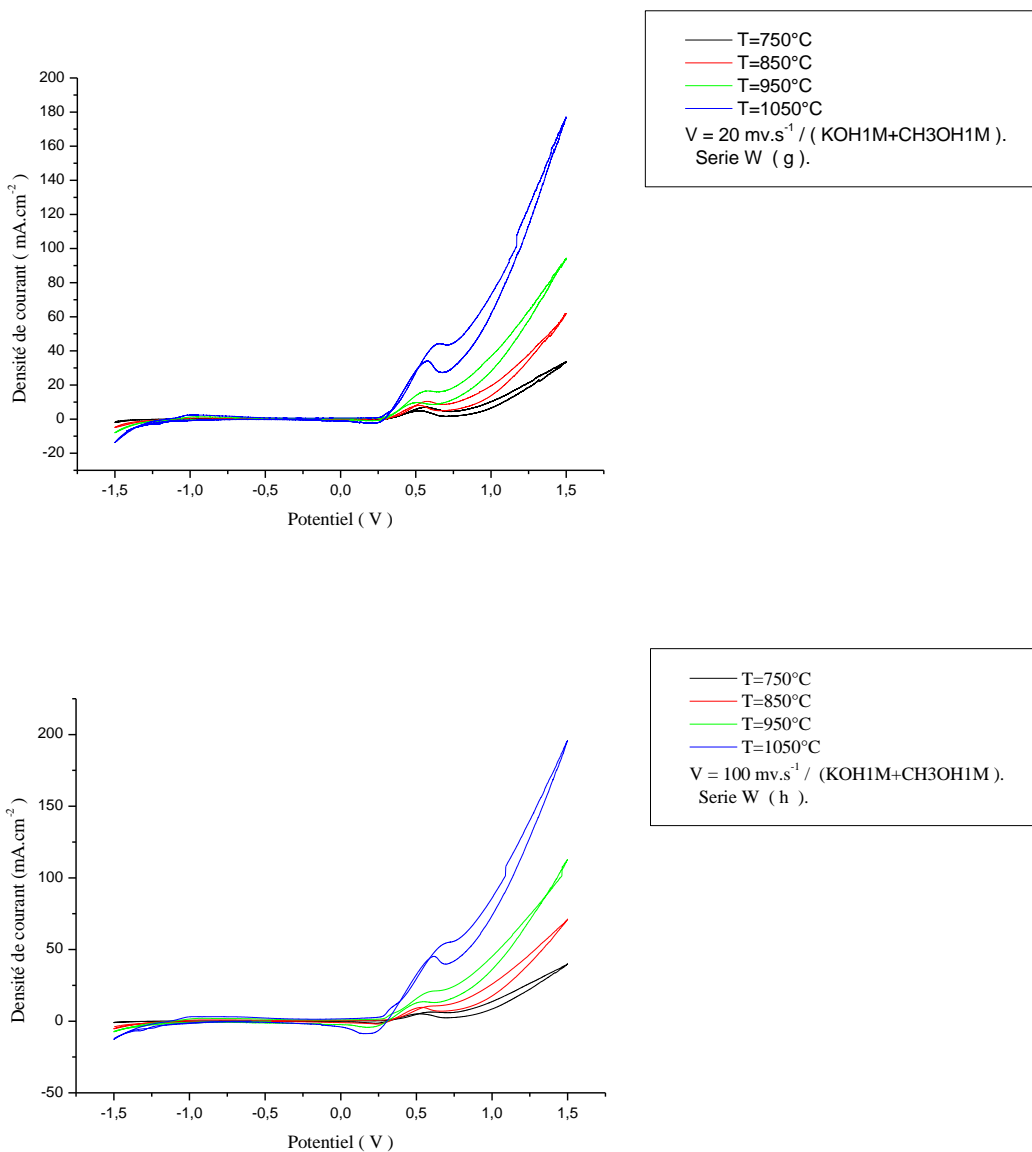 T=750°C
T=850°C
T=950°C
T=1050°C
V = 20 mv.s-1 / ( KOH1M+CH3OH1M ).
Serie W ( g ).
200
180
160
140
120
100
80
60
40
20
0
-20
Densité de courant ( mA.cm-2 )
-1,5 -1,0 -0,5 0,0 0,5 1,0 1,5
Potentiel ( V )
T=750°C
T=850°C
T=950°C
T=1050°C
V = 100 mv.s-1 / (KOH1M+CH3OH1M ).
Serie W ( h ).
200
150
100
50
0
-50
Densité de courant (mA.cm-2 )
-1,5 -1,0 -0,5 0,0 0,5 1,0 1,5
Potentiel ( V )